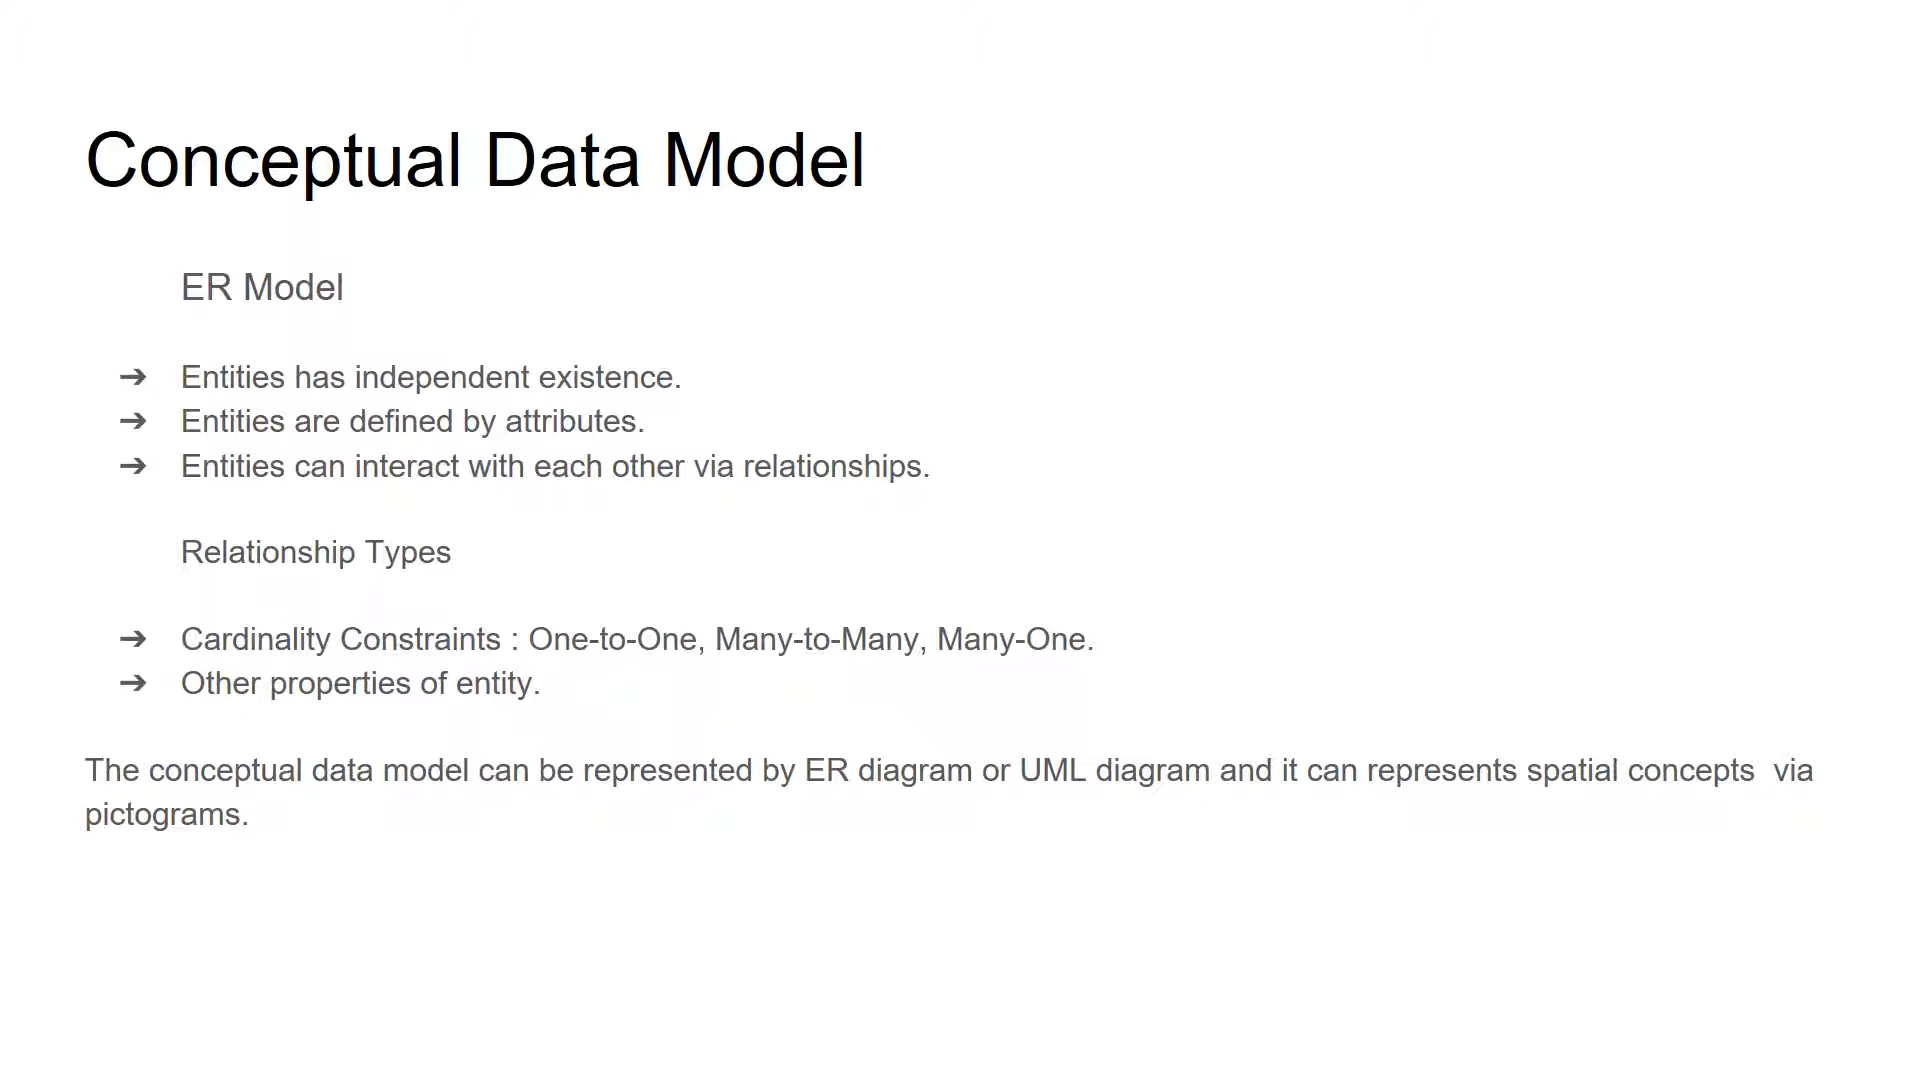 Conceptual Data Model
ER Model
➔ Entities has independent existence.
➔ Entities are defined by attributes.
➔ Entities can interact with each other via relationships.
Relationship Types
➔ Cardinality Constraints : One-to-One, Many-to-Many, Many-One.
➔ Other properties of entity.
The conceptual data model can be represented by ER diagram or UML diagram and it can represents spatial concepts  via
pictograms.